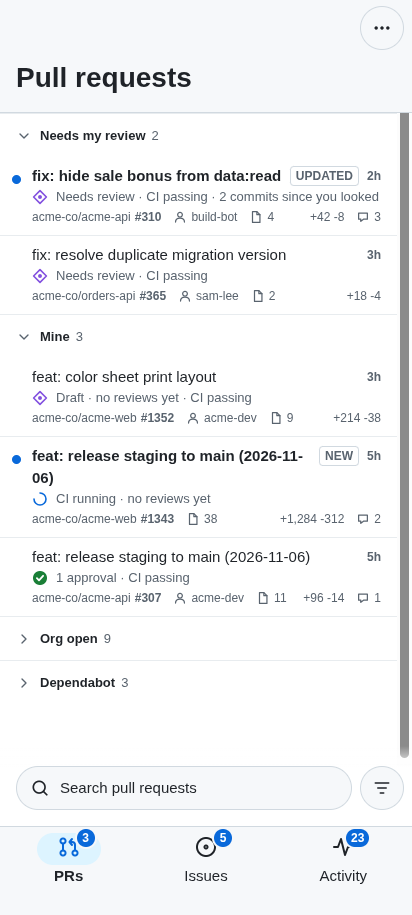 Pull requests
Needs my review 2
fix: hide sale bonus from data:read UPDATED 2h
Needs review · CI passing · 2 commits since you looked
acme-co/acme-api #310 build-bot 4 +42 -8 3
fix: resolve duplicate migration version 3h
Needs review · CI passing
acme-co/orders-api #365 sam-lee 2 +18 -4
Mine 3
feat: color sheet print layout 3h
Draft · no reviews yet · CI passing
acme-co/acme-web #1352 acme-dev 9 +214 -38
feat: release staging to main (2026-11- NEW 5h
06)
CI running · no reviews yet
acme-co/acme-web #1343 38 +1,284 -312 2
feat: release staging to main (2026-11-06) 5h
1 approval · CI passing
acme-co/acme-api #307 acme-dev 11 +96 -14 1
Org open 9
Dependabot 3
Search pull requests
3 5 23
PRs Issues Activity